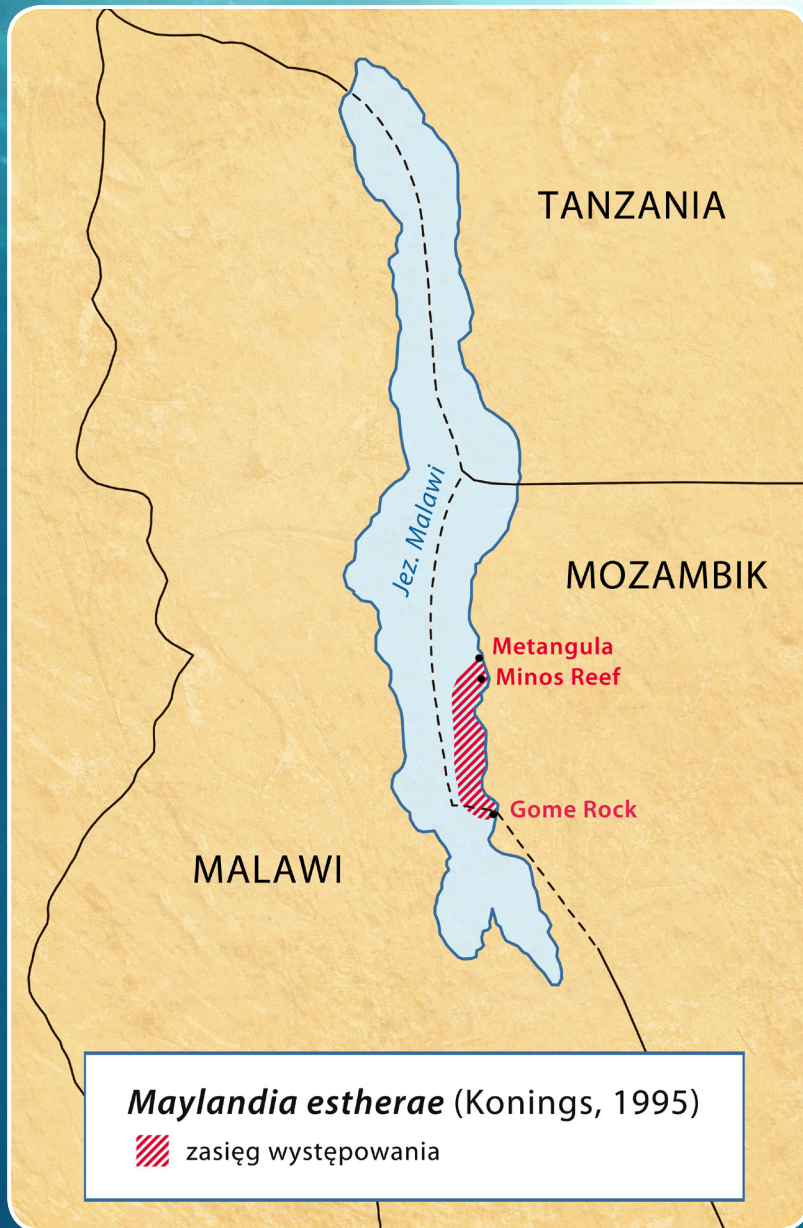 TANZANIA
Jez. Malawi
MOZAMBIK
Metangula
Minos Reef
Gome Rock
MALAWI
Maylandia estherae (Konings, 1995)
zasięg występowania